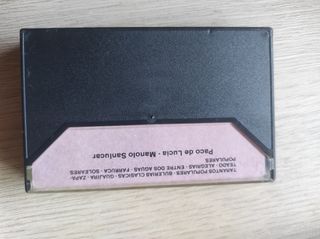 Paco de Lucia - Manolo Sanlucar
TARANTOS POPULARES - BULERIAS CLASICAS - GUAJIRA - ZAPA-
TEADO - ALEGRIAS - ENTRE DOS AGUAS - FARRUCA - SOLEARES
POPULARES